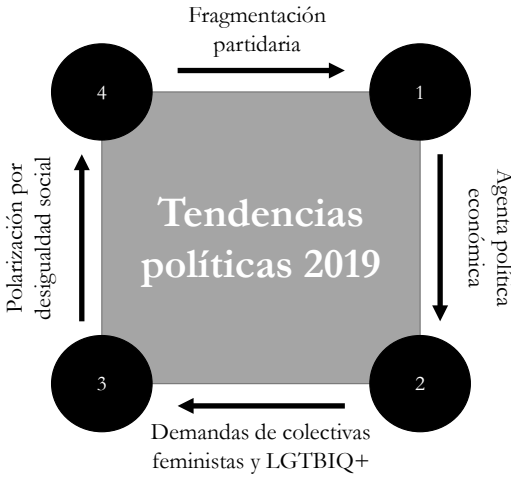 Fragmentación
partidaria
4
1
Tendencias
políticas 2019
Polarización por
desigualdad social
Agenta política
económica
3
2
Demandas de colectivas
feministas y LGTBIQ+